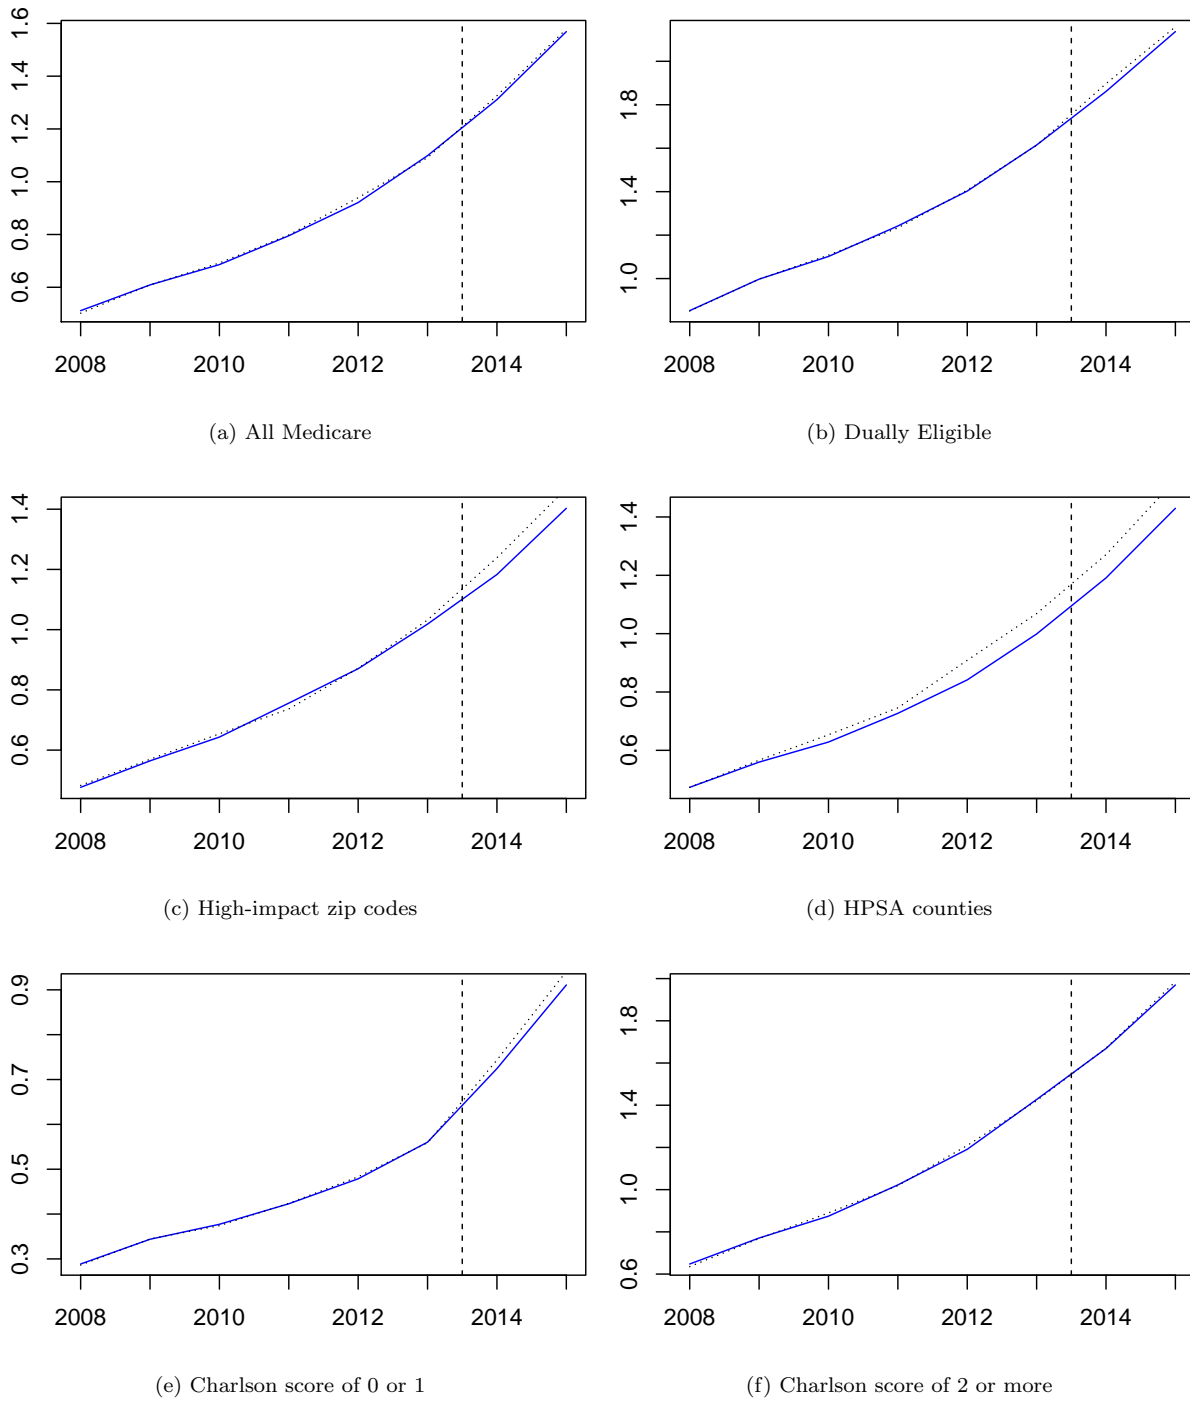 1.6
1.4
1.2
1.0
0.8
0.6
2008 2010 2012 2014
(a) All Medicare
1.8
1.4
1.0
2008 2010 2012 2014
(b) Dually Eligible
1.4
1.2
1.0
0.8
0.6
2008 2010 2012 2014
(c) High-impact zip codes
1.4
1.2
1.0
0.8
0.6
2008 2010 2012 2014
(d) HPSA counties
0.9
0.7
0.5
0.3
2008 2010 2012 2014
(e) Charlson score of 0 or 1
1.8
1.4
1.0
0.6
2008 2010 2012 2014
(f) Charlson score of 2 or more